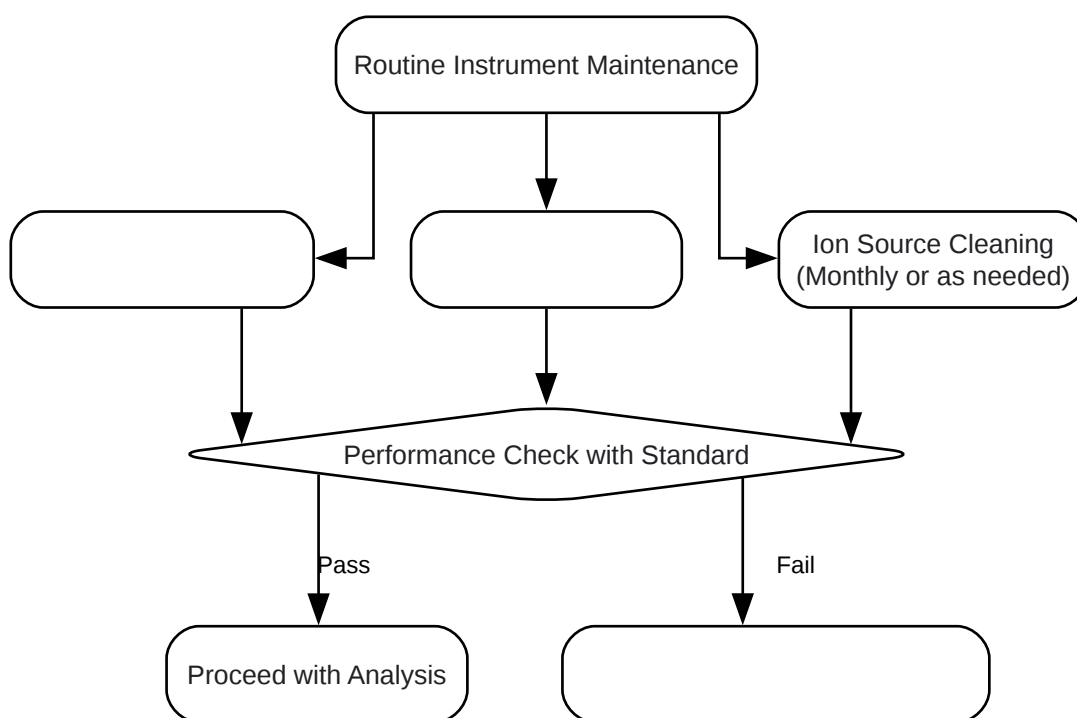 Routine Instrument Maintenance
Ion Source Cleaning
(Monthly or as needed)
Performance Check with Standard
Pass
Fail
Proceed with Analysis